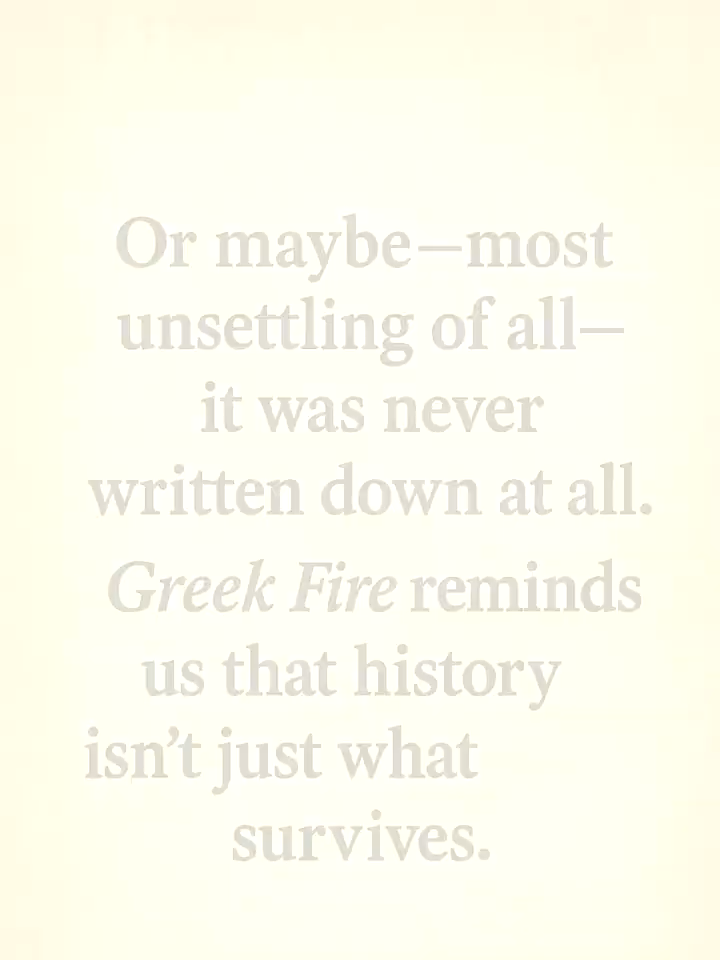 Or maybe—most
unsettling of all—
it was never
written down at all.
Greek Fire reminds
us that history
isn’t just what
survives.